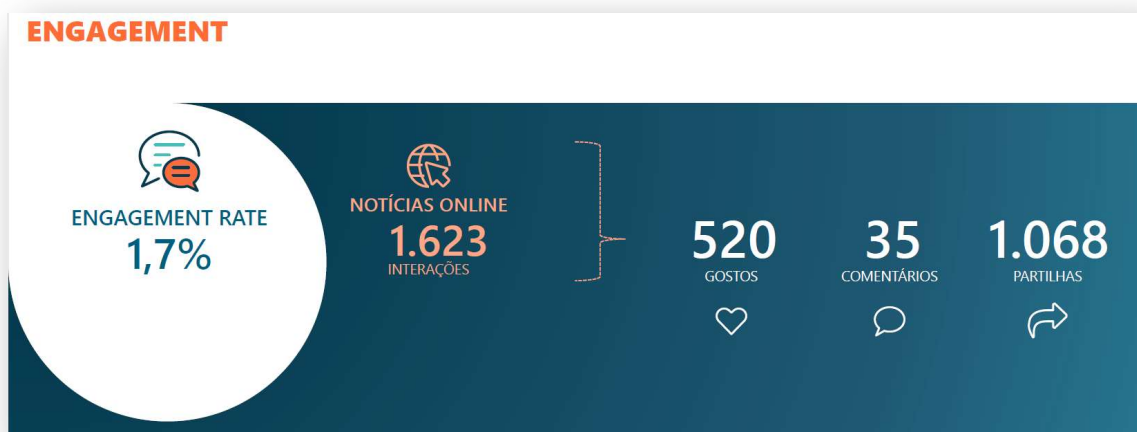 ENGAGEMENT
ENGAGEMENT RATE
1,7%
NOTÍCIAS ONLINE
1.623
INTERAÇÕES
520
GOSTOS
35
COMENTÁRIOS
1.068
PARTILHAS